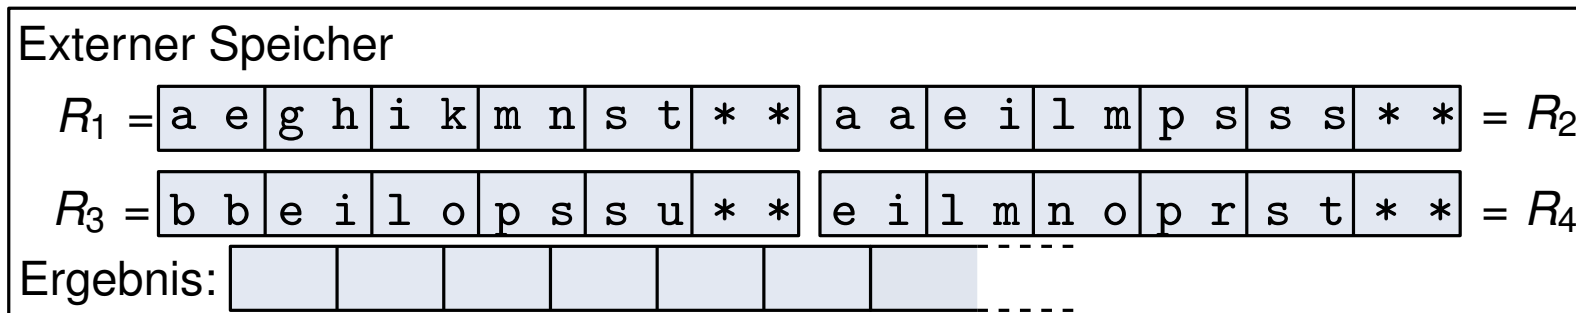 Externer Speicher
R1 = a e g h i k m n s t * * a a e i l m p s s s * * = R2
R3 = b b e i l o p s s u * * e i l m n o p r s t * * = R4
Ergebnis: